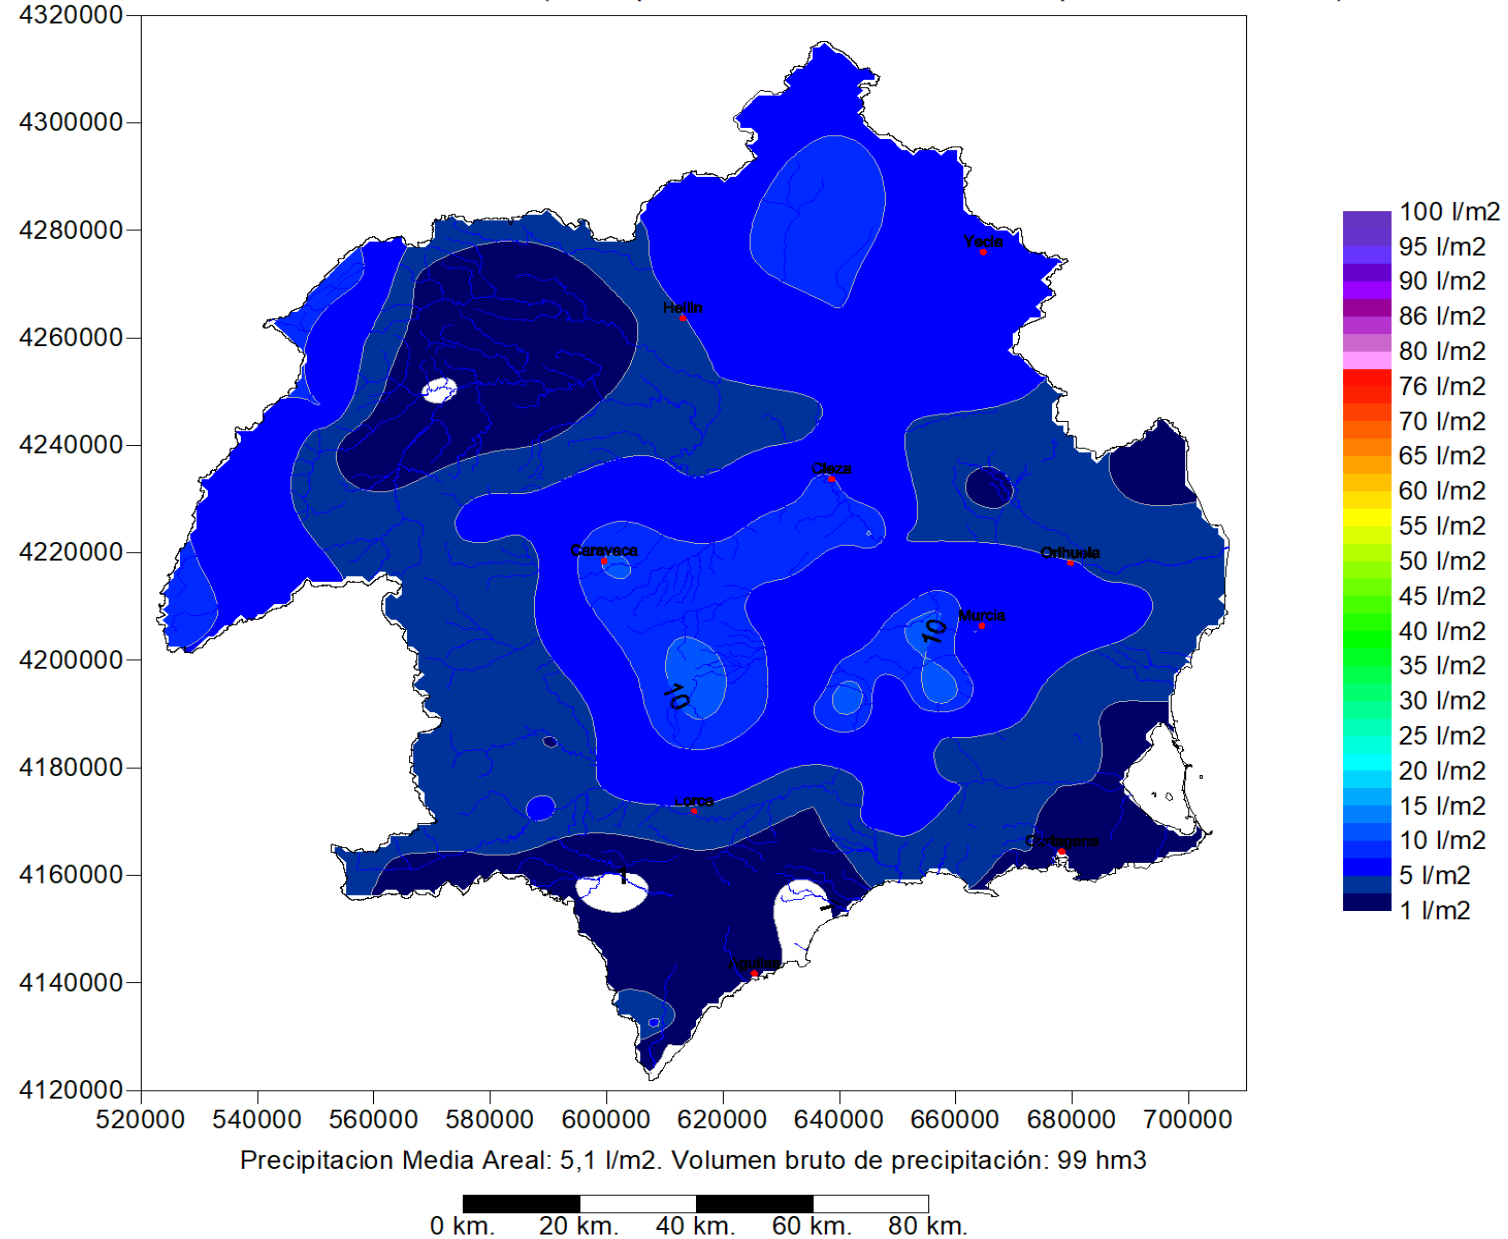 4320000
4300000
4280000
4260000
4240000
4220000
4200000
4180000
4160000
4140000
4120000
520000 540000 560000 580000 600000 620000 640000 660000 680000 700000
Yecla
Hellin
Cieza
Caravaca
Orihuela
Murcia
10
10
Lorca
Cartagena
1
Aguilas
100 l/m2
95 l/m2
90 l/m2
86 l/m2
80 l/m2
76 l/m2
70 l/m2
65 l/m2
60 l/m2
55 l/m2
50 l/m2
45 l/m2
40 l/m2
35 l/m2
30 l/m2
25 l/m2
20 l/m2
15 l/m2
10 l/m2
5 l/m2
1 l/m2
Precipitacion Media Areal: 5,1 l/m2. Volumen bruto de precipitación: 99 hm3
0 km. 20 km. 40 km. 60 km. 80 km.